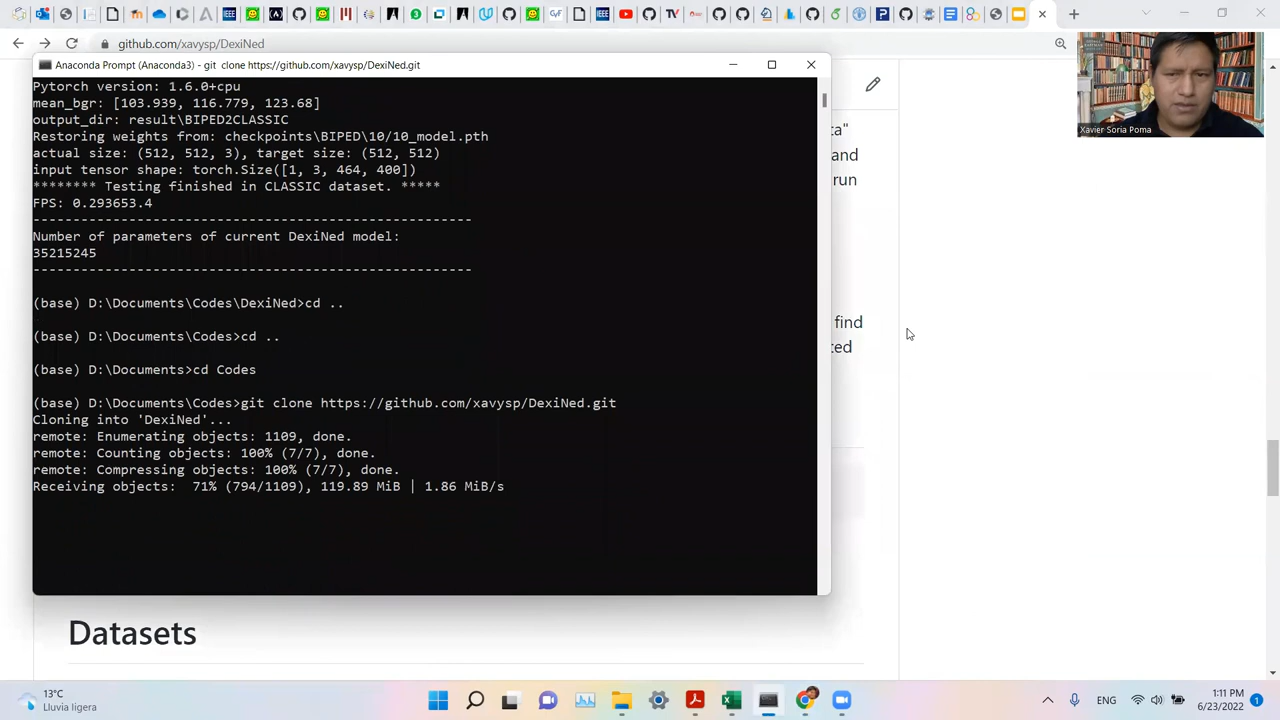 github.com/xavysp/DexiNed
Anaconda Prompt (Anaconda3) - git clone https://github.com/xavysp/DexiNed.git
Pytorch version: 1.6.0+cpu
mean_bgr: [103.939, 116.779, 123.68]
output_dir: result\BIPED2CLASSIC
Restoring weights from: checkpoints\BIPED\10/10_model.pth
actual size: (512, 512, 3), target size: (512, 512)
input tensor shape: torch.Size([1, 3, 464, 400])
******** Testing finished in CLASSIC dataset. *****
FPS: 0.293653.4
-------------------------------------------------------
Number of parameters of current DexiNed model:
35215245
-------------------------------------------------------
(base) D:\Documents\Codes\DexiNed>cd ..
(base) D:\Documents\Codes>cd ..
(base) D:\Documents>cd Codes
(base) D:\Documents\Codes>git clone https://github.com/xavysp/DexiNed.git
Cloning into 'DexiNed'...
remote: Enumerating objects: 1109, done.
remote: Counting objects: 100% (7/7), done.
remote: Compressing objects: 100% (7/7), done.
Receiving objects:  71% (794/1109), 119.89 MiB | 1.86 MiB/s
ta"
and
run
find
ted
Xavier Soria Poma
Datasets
13°C
Lluvia ligera
ENG
1:11 PM
6/23/2022
1